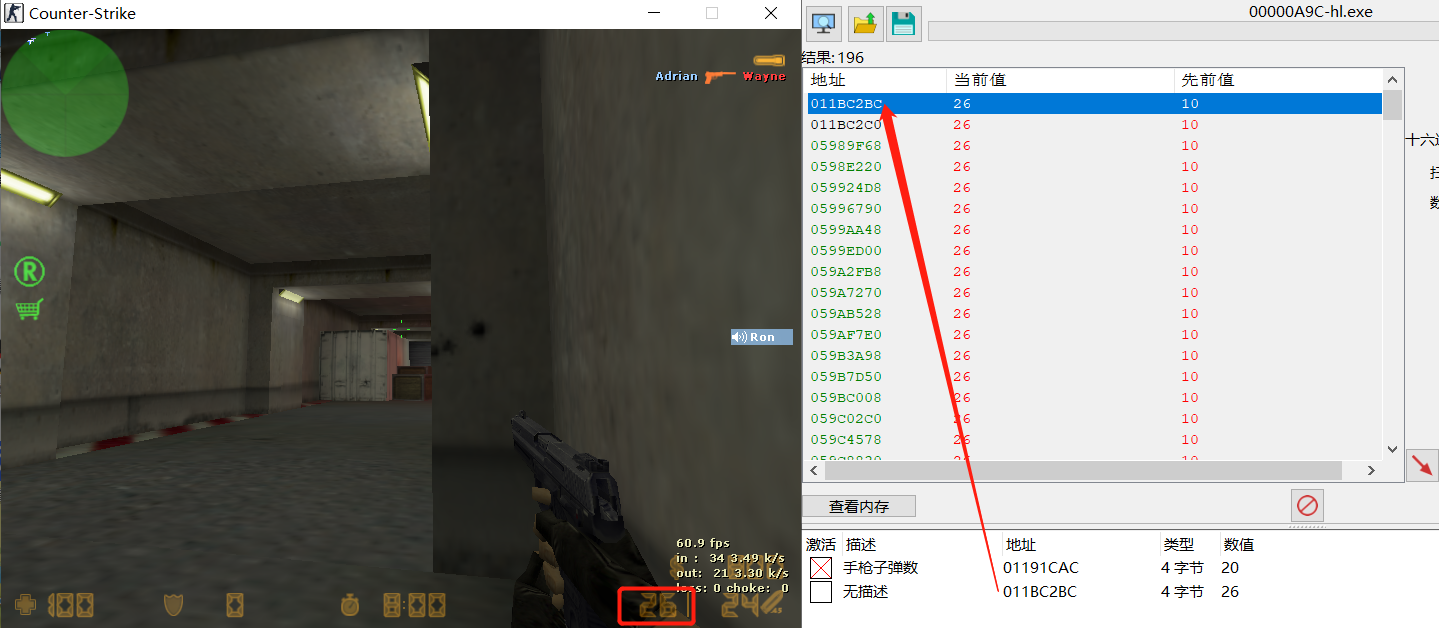 Counter-Strike
Adrian Wayne
R
Ron
60.9 fps
in : 34 3.49 k/s
out: 21 3.30 k/s
loss: 0 choke: 0
100 0 8:00
26 24
45
00000A9C-hl.exe
结果:196
地址 当前值 先前值
011BC2BC 26 10
011BC2C0 26 10
05989F68 26 10
0598E220 26 10
059924D8 26 10
05996790 26 10
0599AA48 26 10
0599ED00 26 10
059A2FB8 26 10
059A7270 26 10
059AB528 26 10
059AF7E0 26 10
059B3A98 26 10
059B7D50 26 10
059BC008 26 10
059C02C0 26 10
059C4578 26 10
059C8830 26 10
十六
扫
数
查看内存
激活 描述 地址 类型 数值
手枪子弹数 01191CAC 4 字节 20
无描述 011BC2BC 4 字节 26